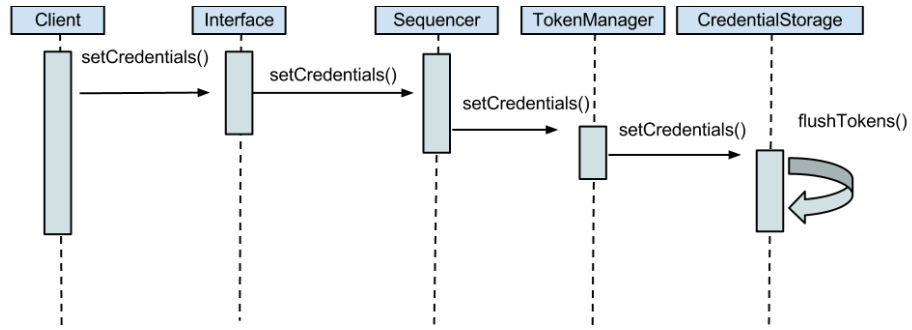 Client
Interface
Sequencer
TokenManager
CredentialStorage
setCredentials()
setCredentials()
setCredentials()
setCredentials()
flushTokens()